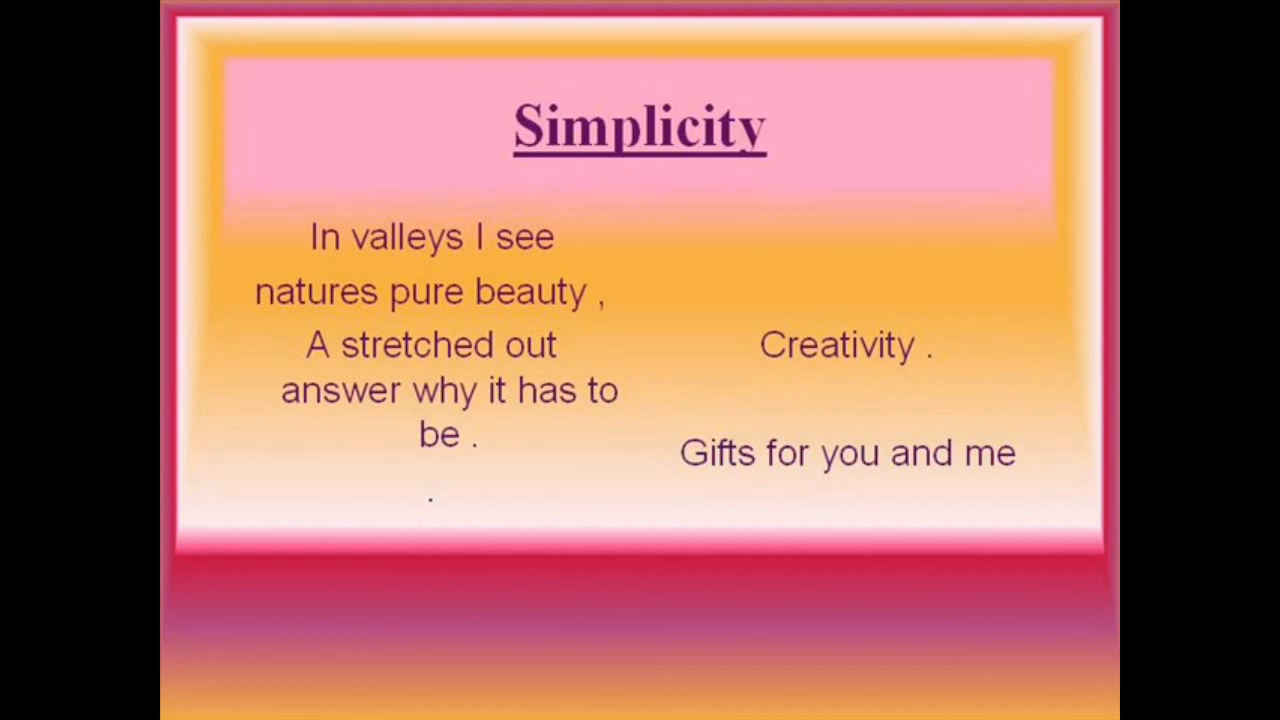 Simplicity
In valleys I see
natures pure beauty ,
A stretched out
answer why it has to
be .
.
Creativity .
Gifts for you and me